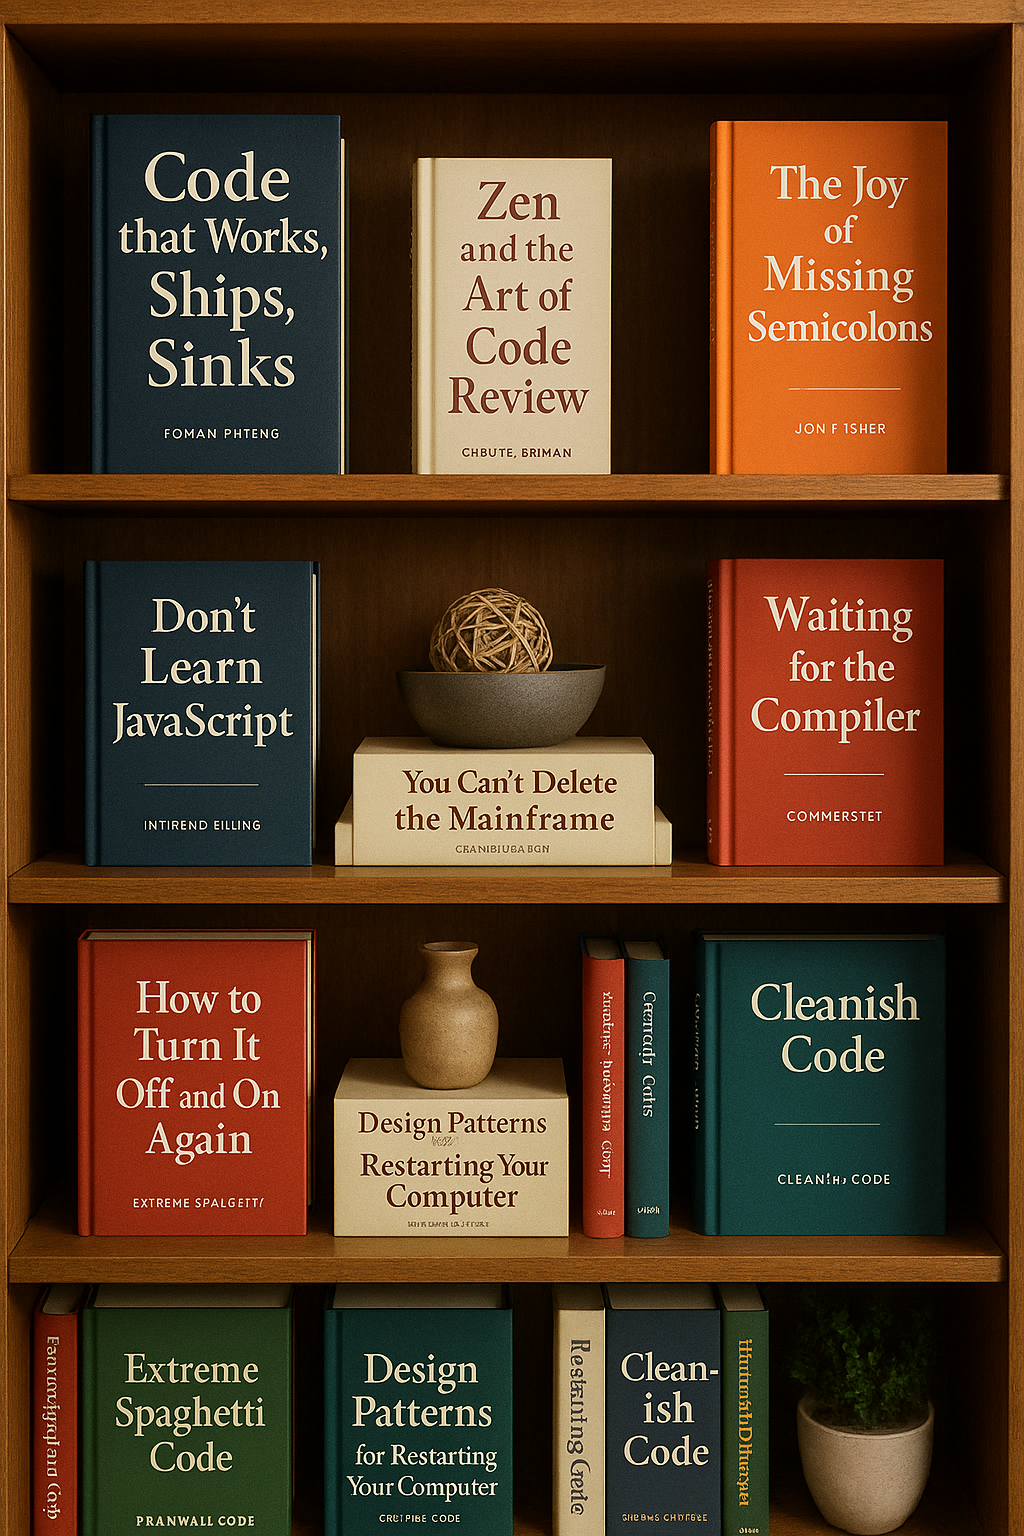 Code
that Works,
Ships,
Sinks
FOMAN PHTENG
Zen
and the
Art of
Code
Review
CHBUTE, BRIMAN
The Joy
of
Missing
Semicolons
JON F 1SHER
Don't
Learn
JavaScript
INTIREND EILLING
You Can't Delete
the Mainframe
Waiting
for the
Compiler
COMMERSTET
How to
Turn It
Off and On
Again
EXTREME SPALGETT/
Design Patterns
Restarting Your
Computer
Cleanish
Code
CODE
Extreme
Spaghetti
Code
PRANWALL CODE
Design
Patterns
for Restarting
Your Computer
CODE
Clean-
ish
Code